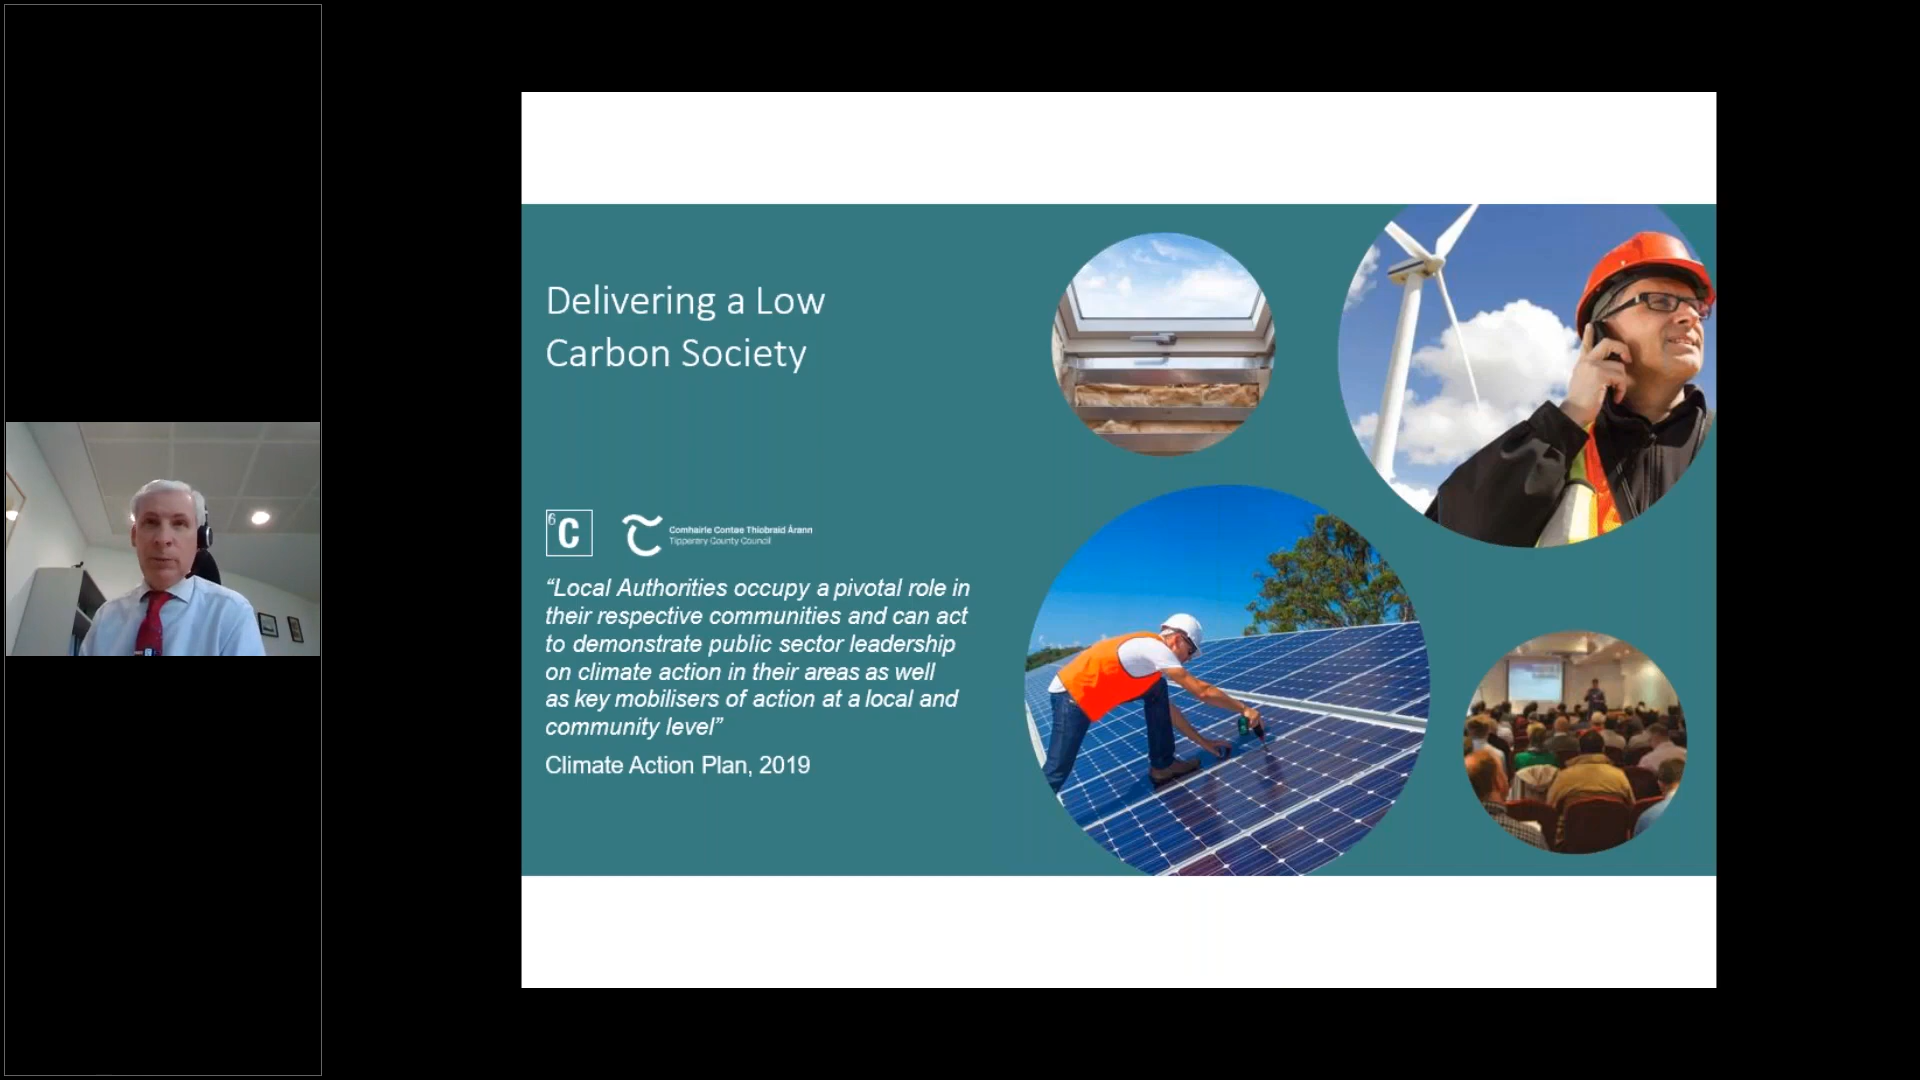 Delivering a Low
Carbon Society
6
C
Comhairle Contae Thiobraid Árann
Tipperary County Council
“Local Authorities occupy a pivotal role in
their respective communities and can act
to demonstrate public sector leadership
on climate action in their areas as well
as key mobilisers of action at a local and
community level”
Climate Action Plan, 2019